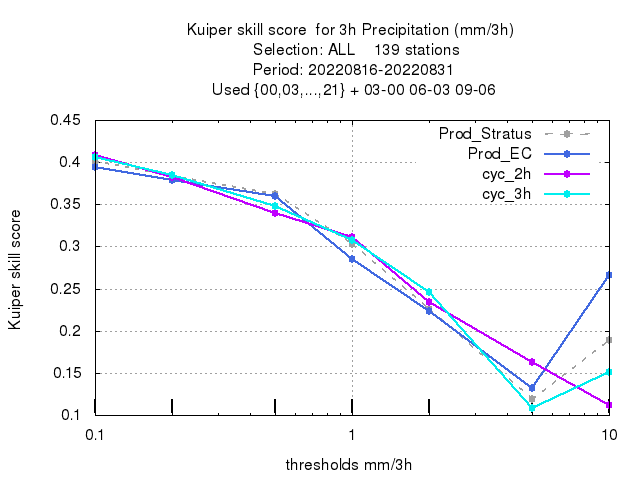 Kuiper skill score  for 3h Precipitation (mm/3h)
Selection: ALL    139 stations
Period: 20220816-20220831
Used {00,03,...,21} + 03-00 06-03 09-06
Kuiper skill score
0.45
0.4
0.35
0.3
0.25
0.2
0.15
0.1
Prod_Stratus
Prod_EC
cyc_2h
cyc_3h
0.1
1
10
thresholds mm/3h